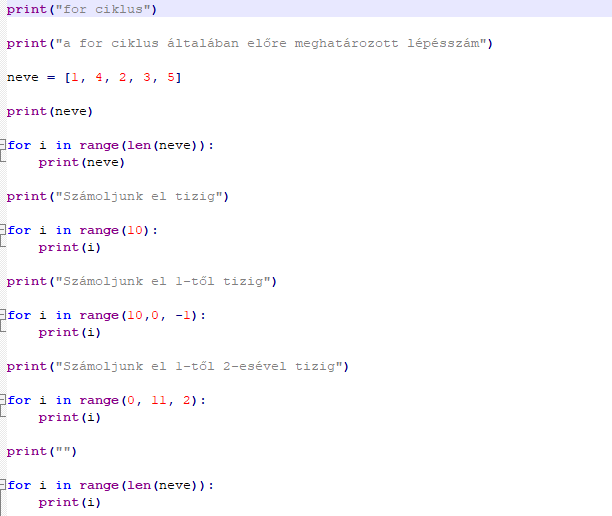 print("for ciklus")
print("a for ciklus általában előre meghatározott lépésszám")
neve = [1, 4, 2, 3, 5]
print(neve)
for i in range(len(neve)):
    print(neve)
print("Számoljunk el tizig")
for i in range(10):
    print(i)
print("Számoljunk el 1-től tizig")
for i in range(10,0, -1):
    print(i)
print("Számoljunk el 1-től 2-esével tizig")
for i in range(0, 11, 2):
    print(i)
print("")
for i in range(len(neve)):
    print(i)